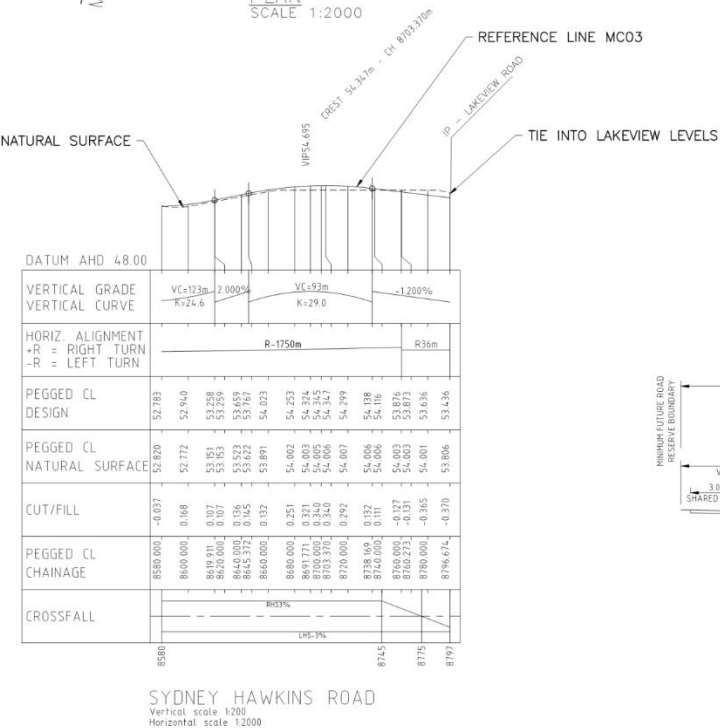 PLAN
SCALE 1:2000
CREST 54.347m - CH 8703.370m
REFERENCE LINE MC03
IP - LAKEVIEW ROAD
VIP54.695
NATURAL SURFACE
TIE INTO LAKEVIEW LEVELS
DATUM AHD 48.00
VERTICAL GRADE
VERTICAL CURVE
VC=123m 2.000% VC=93m -1.200%
K=24.6 K=29.0
HORIZ. ALIGNMENT
+R = RIGHT TURN
-R = LEFT TURN
R-1750m R36m
PEGGED CL
DESIGN
52.783 52.940 53.258 53.259 53.659 53.767 54.023 54.253 54.324 54.345 54.347 54.299 54.138 54.116 53.876 53.873 53.636 53.436
PEGGED CL
NATURAL SURFACE
52.820 52.772 53.151 53.153 53.523 53.622 53.891 54.002 54.003 54.005 54.006 54.007 54.006 54.006 54.003 54.003 54.001 53.806
CUT/FILL
-0.037 0.168 0.107 0.107 0.136 0.145 0.132 0.251 0.321 0.340 0.340 0.292 0.132 0.111 -0.127 -0.131 -0.365 -0.370
PEGGED CL
CHAINAGE
8580.000 8600.000 8619.911 8620.000 8640.000 8645.372 8660.000 8680.000 8691.771 8700.000 8703.370 8720.000 8738.169 8740.000 8760.000 8760.273 8780.000 8796.674
CROSSFALL
RHS3%
LHS-3%
8580 8745 8775 8797
SYDNEY HAWKINS ROAD
Vertical scale 1:200
Horizontal scale 1:2000
MINIMUM FUTURE ROAD
RESERVE BOUNDARY
V
3.0
SHARED